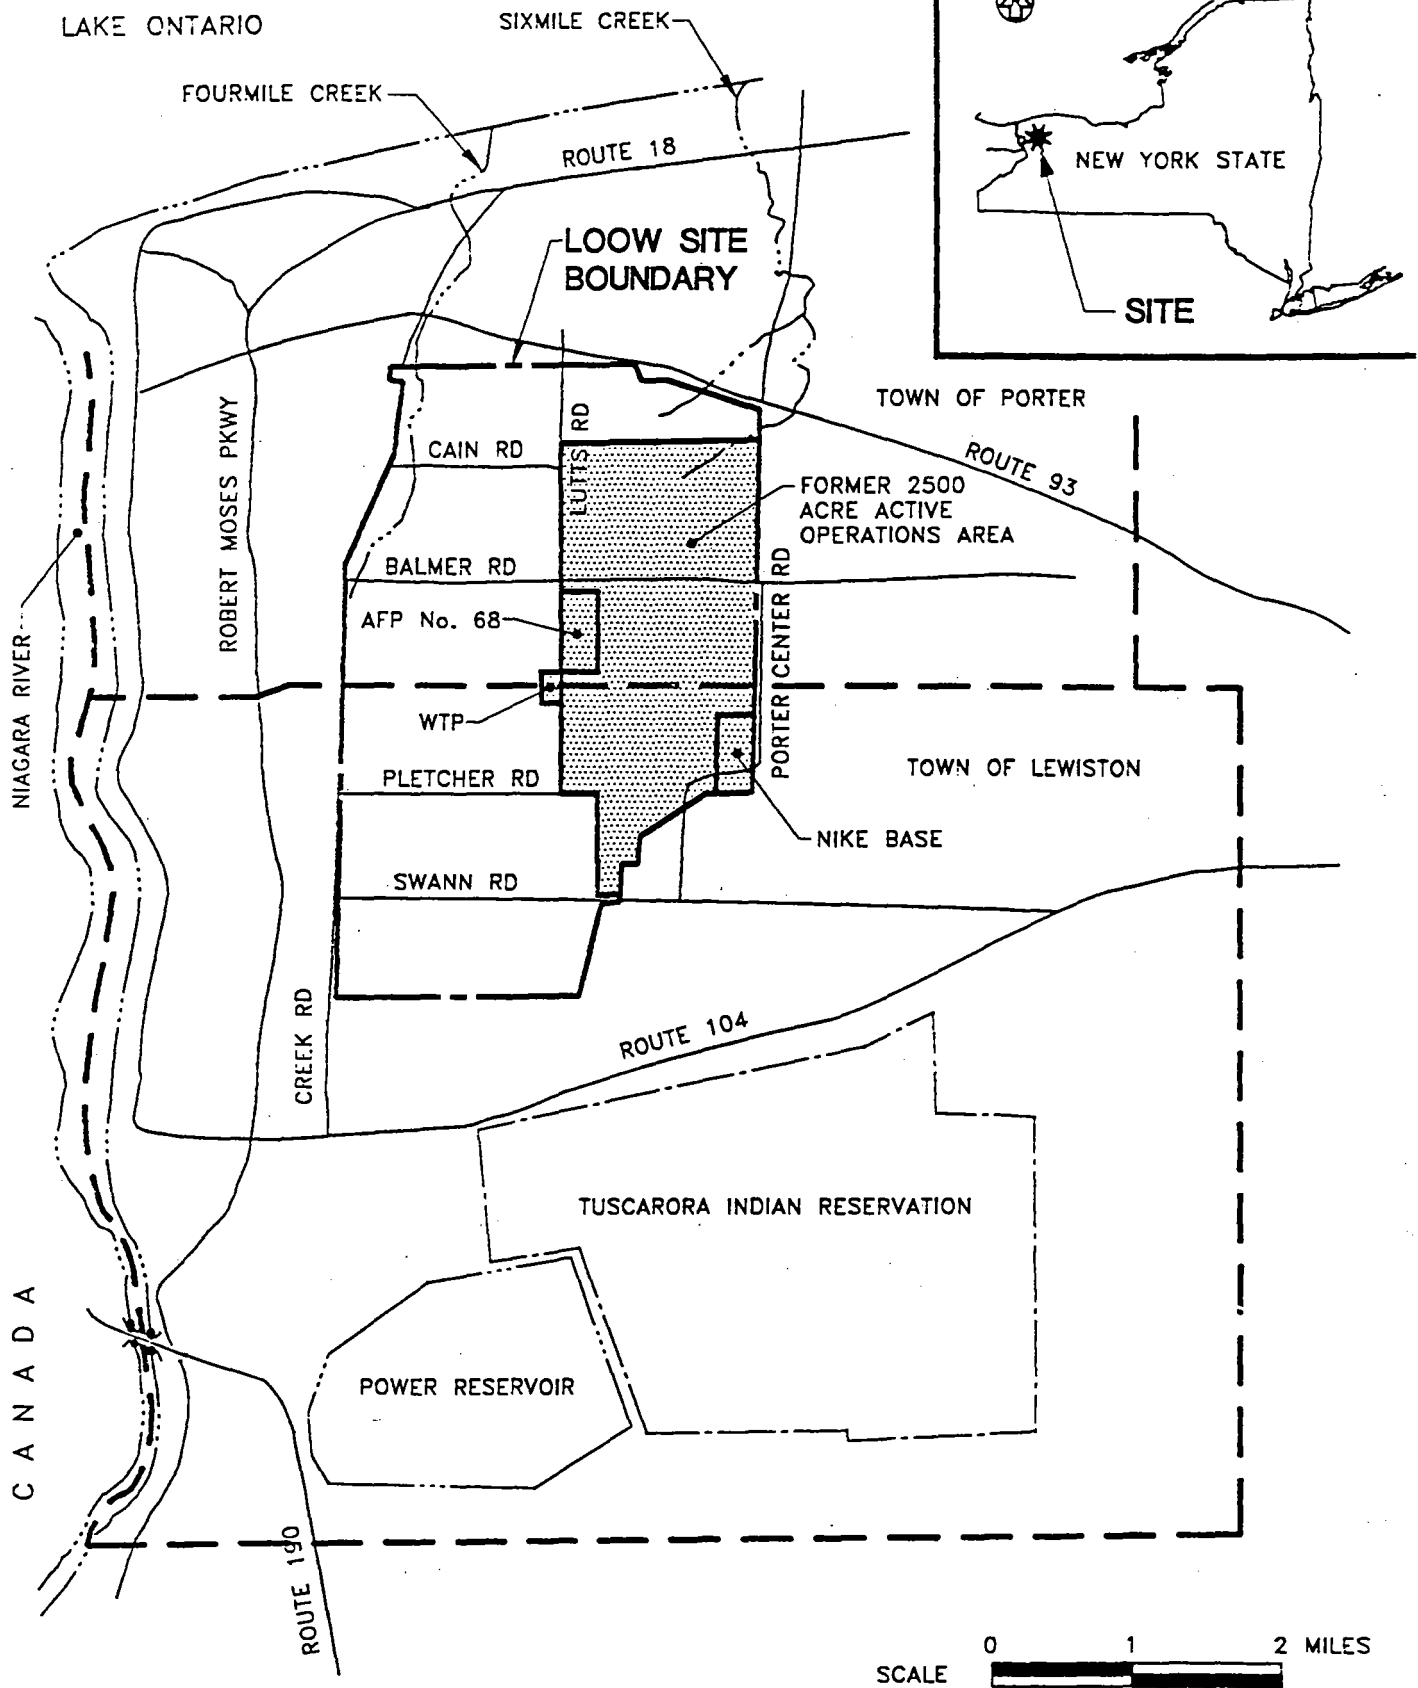 LAKE ONTARIO
SIXMILE CREEK
FOURMILE CREEK
ROUTE 18
NEW YORK STATE
SITE
LOOW SITE
BOUNDARY
TOWN OF PORTER
ROUTE 93
LUTTS RD
CAIN RD
ROBERT MOSES PKWY
FORMER 2500
ACRE ACTIVE
OPERATIONS AREA
BALMER RD
AFP No. 68
PORTER CENTER RD
NIAGARA RIVER
WTP
PLETCHER RD
TOWN OF LEWISTON
NIKE BASE
SWANN RD
CREEK RD
ROUTE 104
TUSCARORA INDIAN RESERVATION
CANADA
POWER RESERVOIR
ROUTE 190
0 1 2 MILES
SCALE